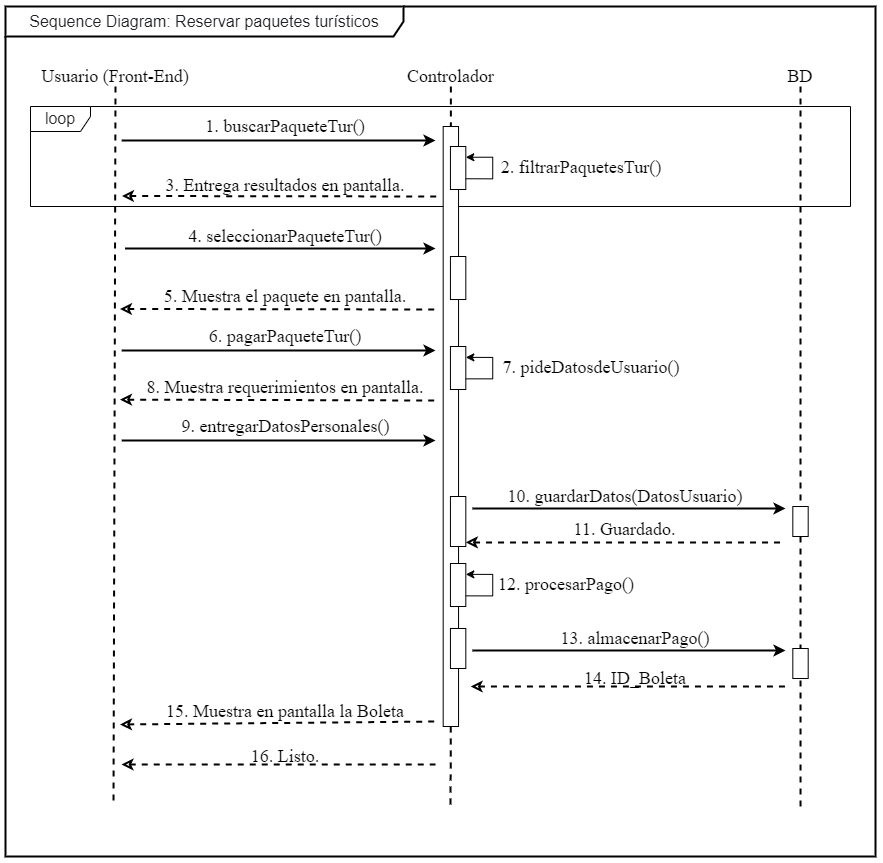 Sequence Diagram: Reservar paquetes turísticos
Usuario (Front-End)
Controlador
BD
loop
1. buscarPaqueteTur()
2. filtrarPaquetesTur()
3. Entrega resultados en pantalla.
4. seleccionarPaqueteTur()
5. Muestra el paquete en pantalla.
6. pagarPaqueteTur()
7. pideDatosdeUsuario()
8. Muestra requerimientos en pantalla.
9. entregarDatosPersonales()
10. guardarDatos(DatosUsuario)
11. Guardado.
12. procesarPago()
13. almacenarPago()
14. ID_Boleta
15. Muestra en pantalla la Boleta
16. Listo.